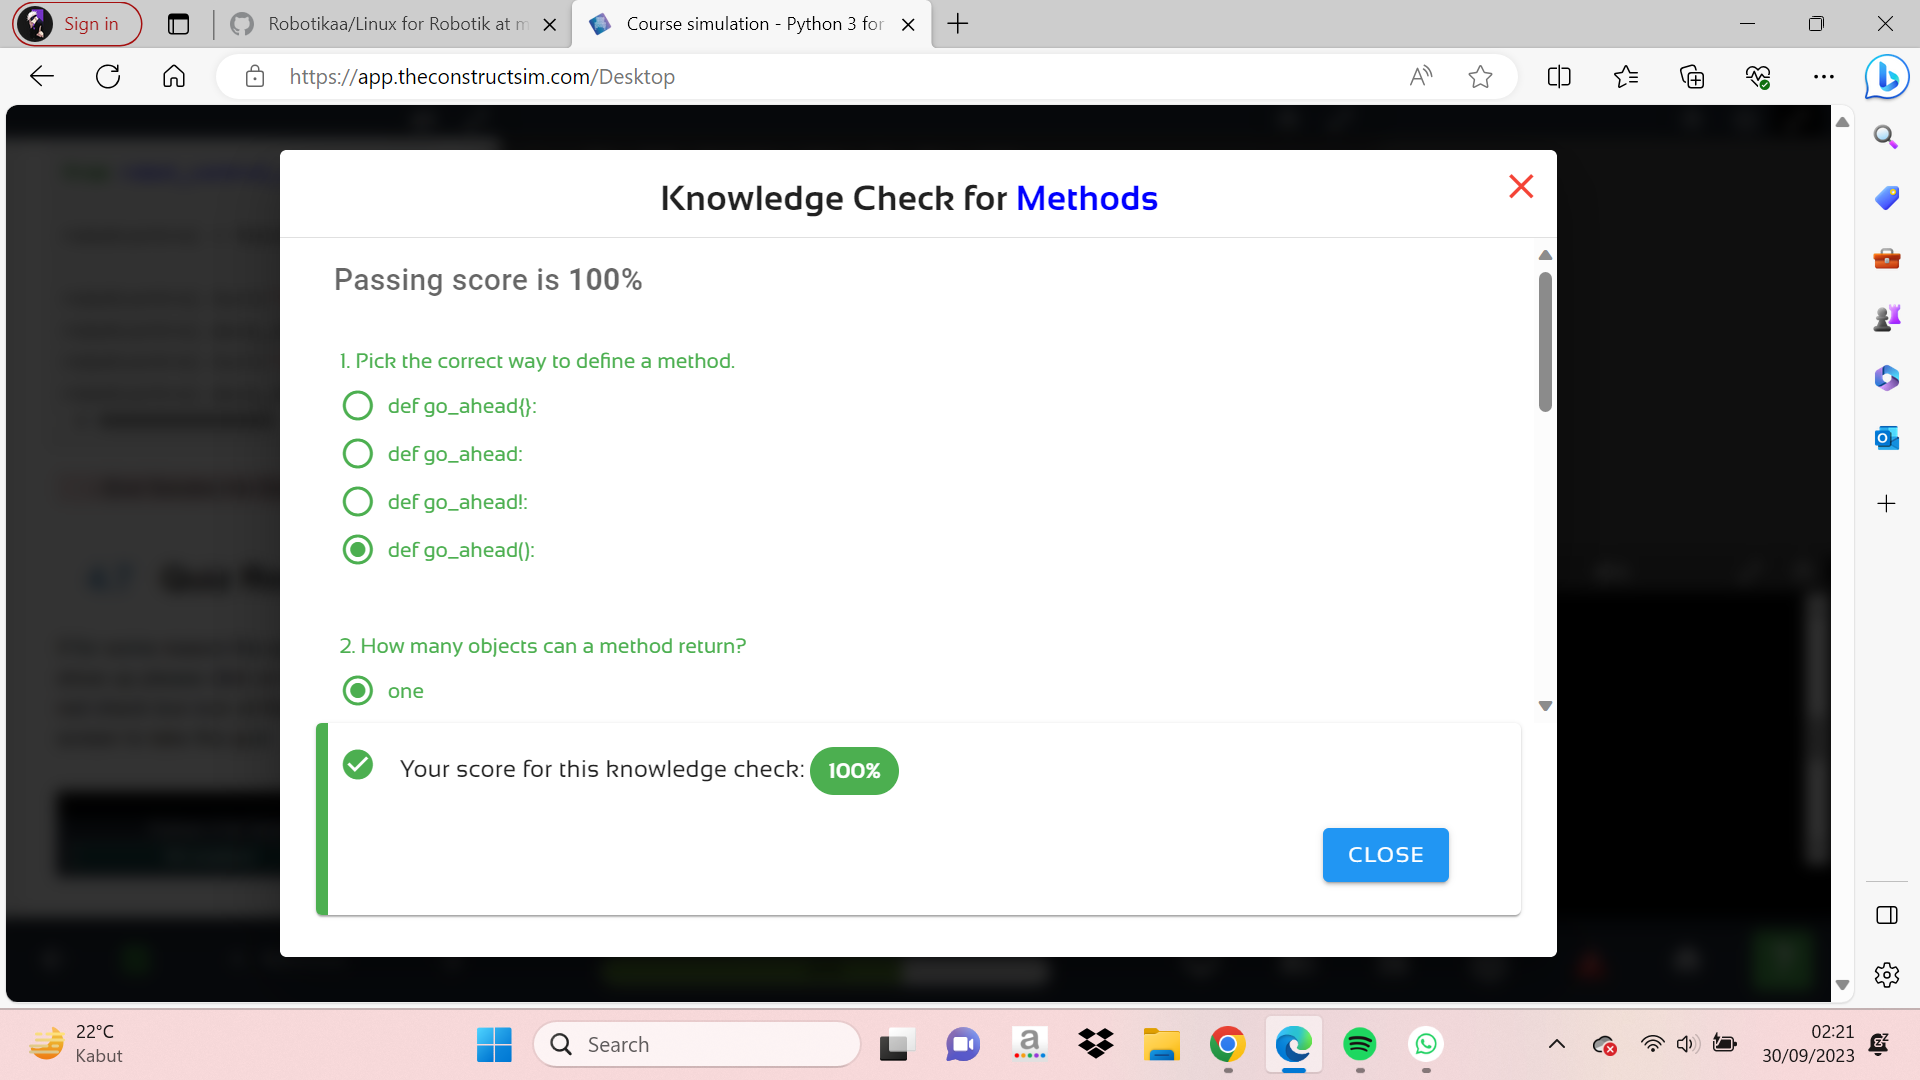 Sign in
Robotikaa/Linux for Robotik at m
Course simulation - Python 3 for
https://app.theconstructsim.com/Desktop
Knowledge Check for Methods
Passing score is 100%
1. Pick the correct way to define a method.
def go_ahead{}:
def go_ahead:
def go_ahead!:
def go_ahead():
2. How many objects can a method return?
one
Your score for this knowledge check: 100%
CLOSE
22°C
Kabut
Search
02:21
30/09/2023